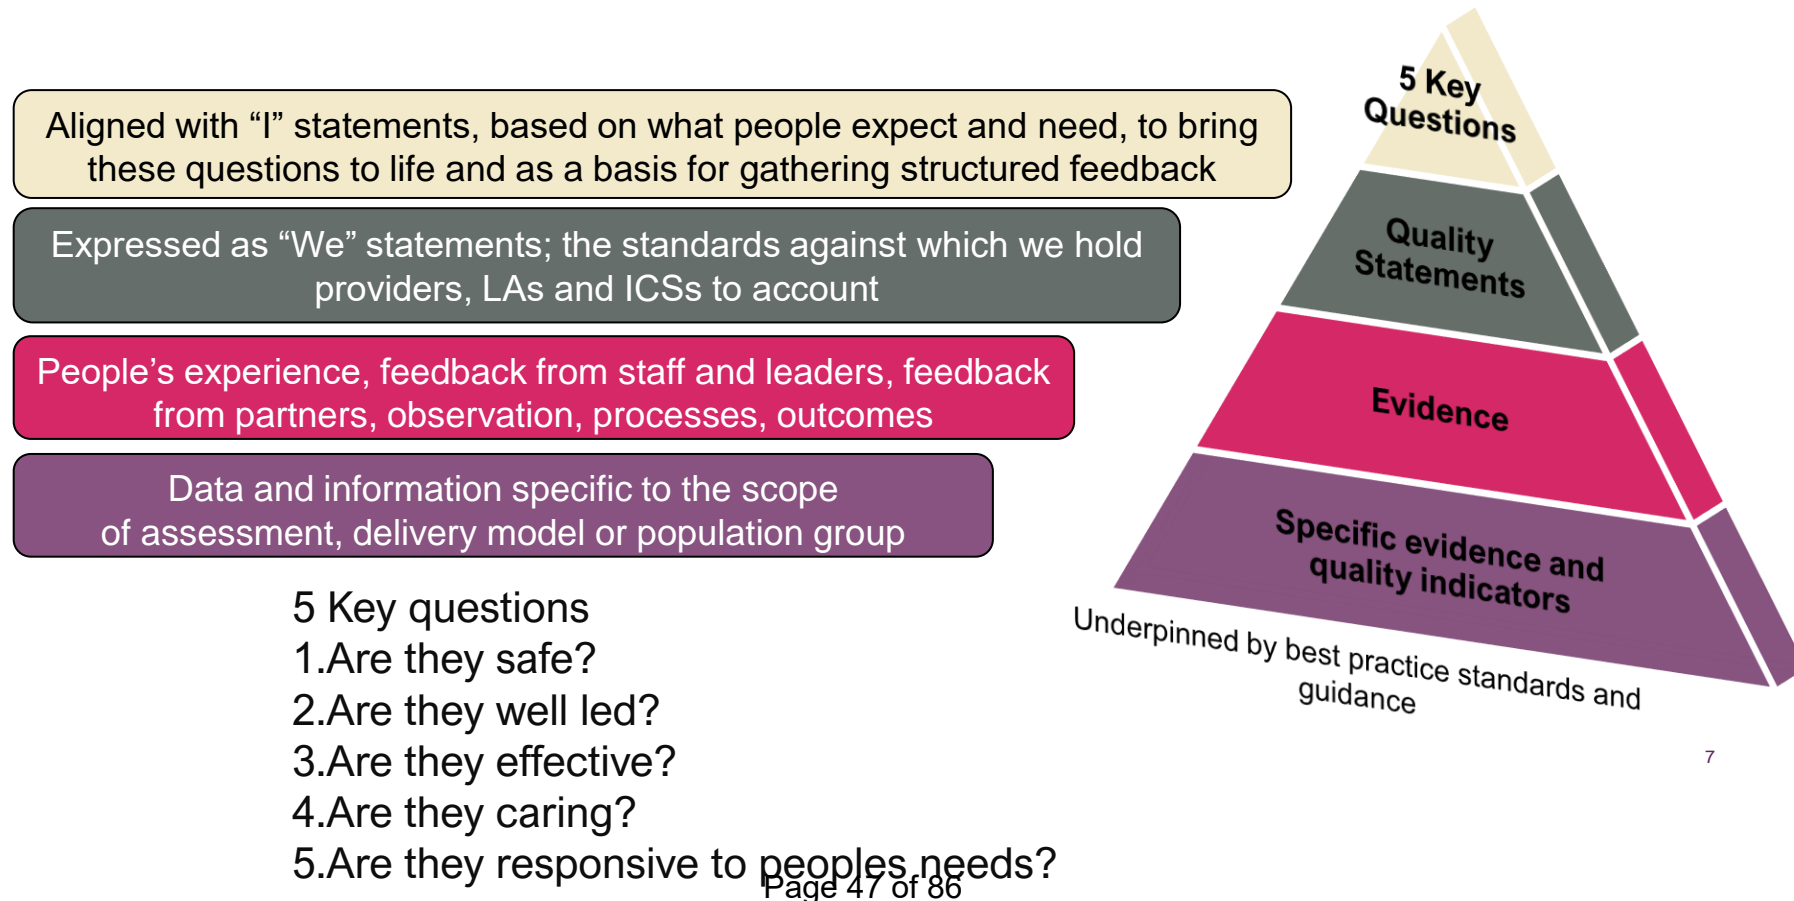 Aligned with “I” statements, based on what people expect and need, to bring
these questions to life and as a basis for gathering structured feedback
Expressed as “We” statements; the standards against which we hold
providers, LAs and ICSs to account
People’s experience, feedback from staff and leaders, feedback
from partners, observation, processes, outcomes
Data and information specific to the scope
of assessment, delivery model or population group
5 Key
Questions
Quality
Statements
Evidence
Specific evidence and
quality indicators
Underpinned by best practice standards and
guidance
5 Key questions
1.Are they safe?
2.Are they well led?
3.Are they effective?
4.Are they caring?
5.Are they responsive to peoples needs?
7
Page 47 of 86